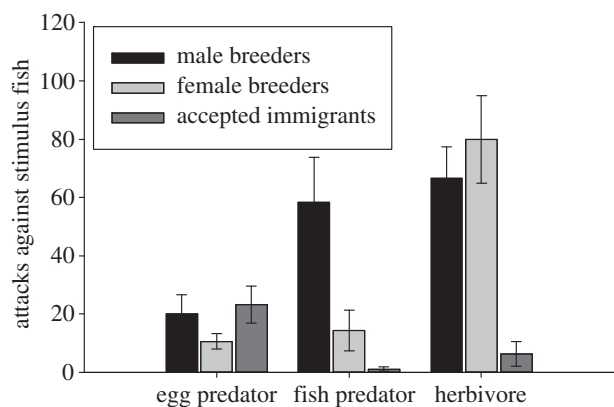 attacks against stimulus fish
120
100
80
60
40
20
0
male breeders
female breeders
accepted immigrants
egg predator fish predator herbivore